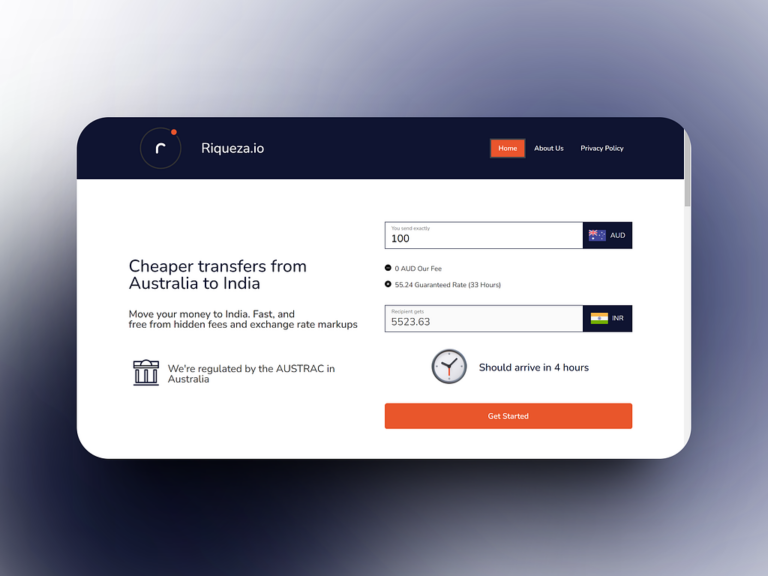 r
Riqueza.io
Home
About Us
Privacy Policy
Cheaper transfers from
Australia to India
Move your money to India. Fast, and
free from hidden fees and exchange rate markups
We're regulated by the AUSTRAC in
Australia
You send exactly
100
AUD
0 AUD Our Fee
55.24 Guaranteed Rate (33 Hours)
Recipient gets
5523.63
INR
Should arrive in 4 hours
Get Started